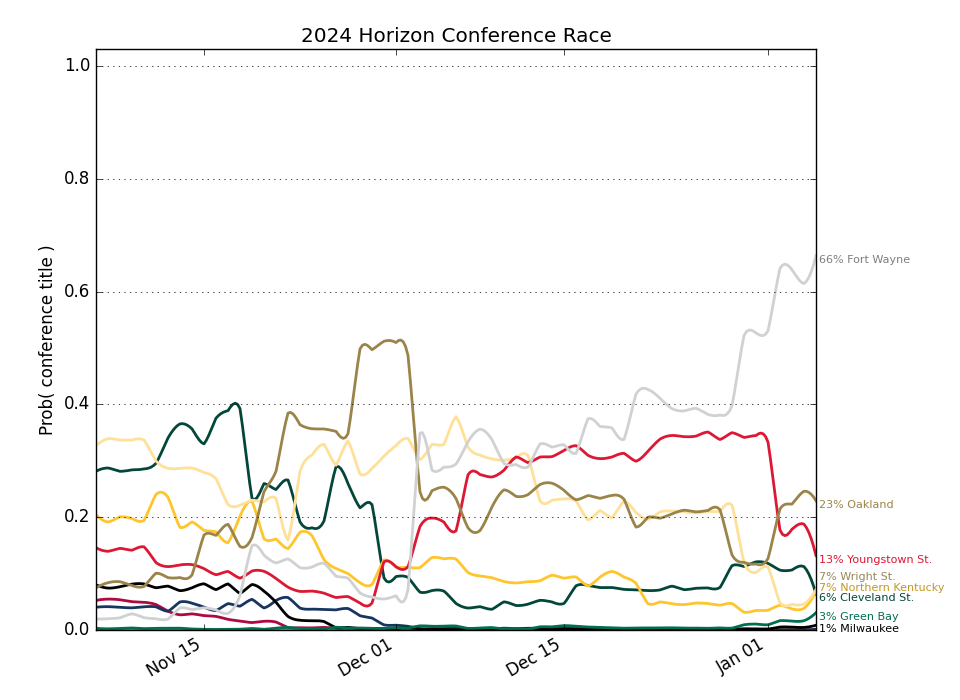 2024 Horizon Conference Race
1.0
0.8
0.6
0.4
0.2
0.0
Prob( conference title )
Nov 15
Dec 01
Dec 15
Jan 01
66% Fort Wayne
23% Oakland
13% Youngstown St.
7% Wright St.
7% Northern Kentucky
6% Cleveland St.
3% Green Bay
1% Milwaukee